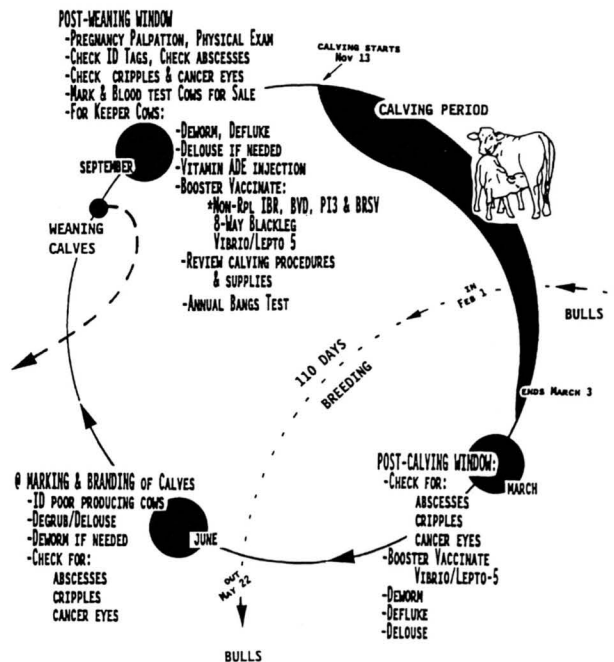 POST-WEANING WINDOW
-PREGNANCY PALPATION, PHYSICAL EXAM
-CHECK ID TAGS, CHECK ABSCESSES
-CHECK CRIPPLES & CANCER EYES
-MARK & BLOOD TEST COWS FOR SALE
-FOR KEEPER COWS:
-DEWORM, DEFLUKE
-DELOUSE IF NEEDED
-VITAMIN ADE INJECTION
-BOOSTER VACCINATE:
*NON-RPL IBR, BVD, PI3 & BRSV
8-WAY BLACKLEG
VIBRIO/LEPTO 5
-REVIEW CALVING PROCEDURES
& SUPPLIES
-ANNUAL BANGS TEST
SEPTEMBER
WEANING
CALVES
CALVING STARTS
NOV 13
CALVING PERIOD
IN
FEB 1
BULLS
110 DAYS
BREEDING
ENDS MARCH 3
POST-CALVING WINDOW:
MARCH
-CHECK FOR:
ABSCESSES
CRIPPLES
CANCER EYES
-BOOSTER VACCINATE
VIBRIO/LEPTO-5
-DEWORM
-DEFLUKE
-DELOUSE
@ MARKING & BRANDING OF CALVES
-ID POOR PRODUCING COWS
-DEGRUB/DELOUSE
-DEWORM IF NEEDED
-CHECK FOR:
ABSCESSES
CRIPPLES
CANCER EYES
JUNE
OUT
MAY 22
BULLS